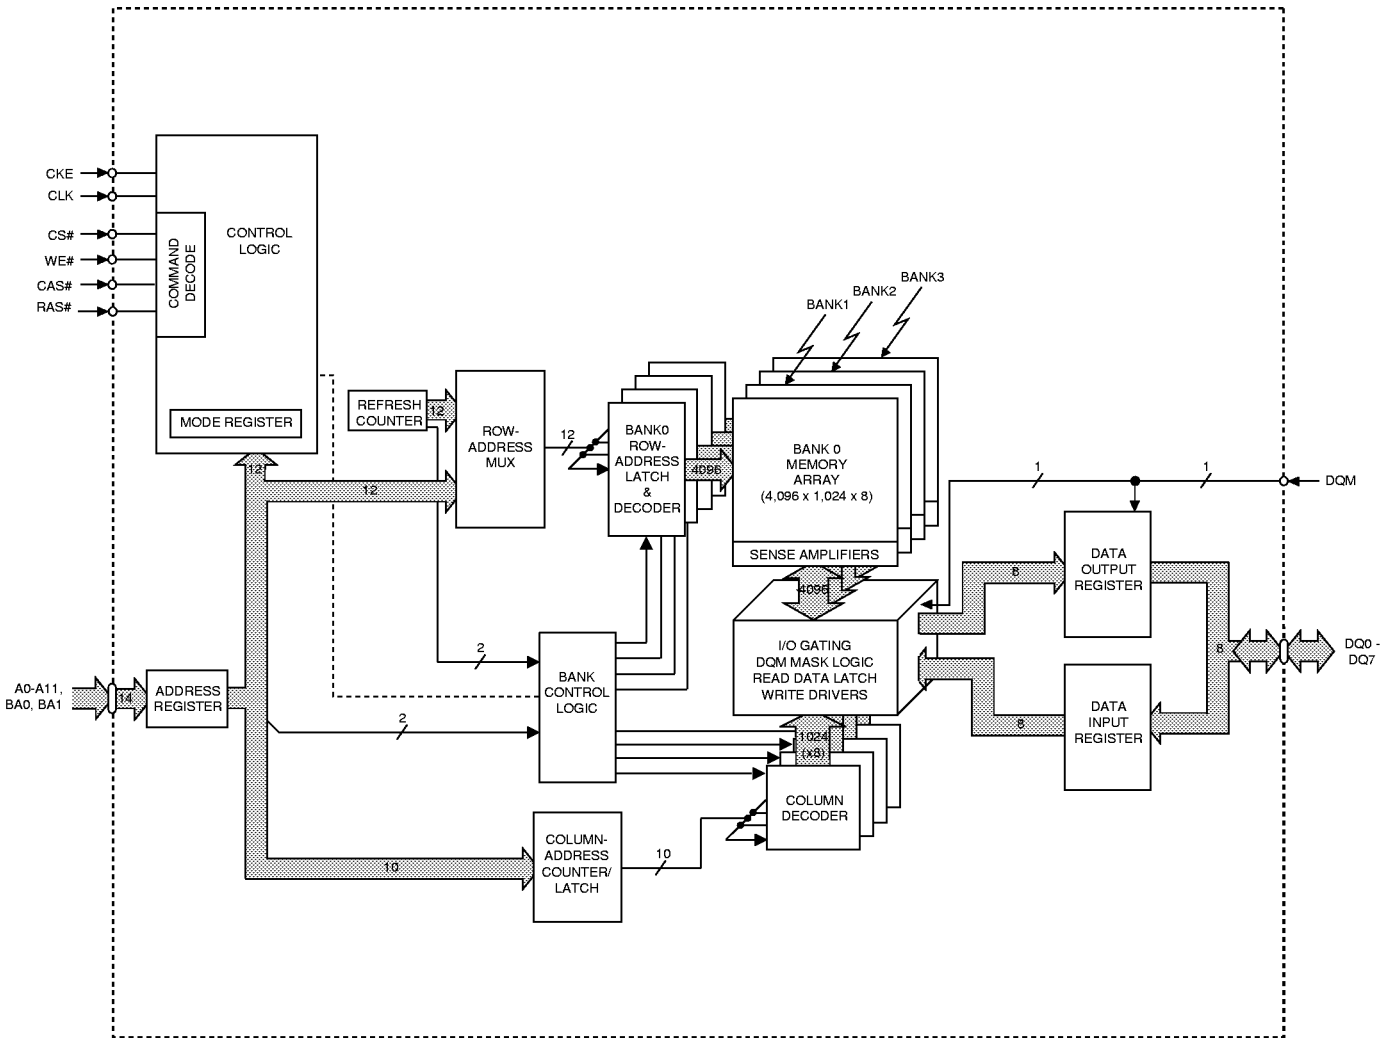 CKE
CLK
CS#
WE#
CAS#
RAS#
COMMAND
DECODE
CONTROL
LOGIC
MODE REGISTER
12
REFRESH
COUNTER
12
12
ROW-
ADDRESS
MUX
12
BANK0
ROW-
ADDRESS
LATCH
&
DECODER
4096
BANK1
BANK2
BANK3
BANK 0
MEMORY
ARRAY
(4,096 x 1,024 x 8)
SENSE AMPLIFIERS
4096
I/O GATING
DQM MASK LOGIC
READ DATA LATCH
WRITE DRIVERS
1
1
DQM
8
DATA
OUTPUT
REGISTER
8
DATA
INPUT
REGISTER
8
DQ0 -
DQ7
A0-A11,
BA0, BA1
14
ADDRESS
REGISTER
2
2
BANK
CONTROL
LOGIC
1024
(x8)
COLUMN
DECODER
10
COLUMN-
ADDRESS
COUNTER/
LATCH
10